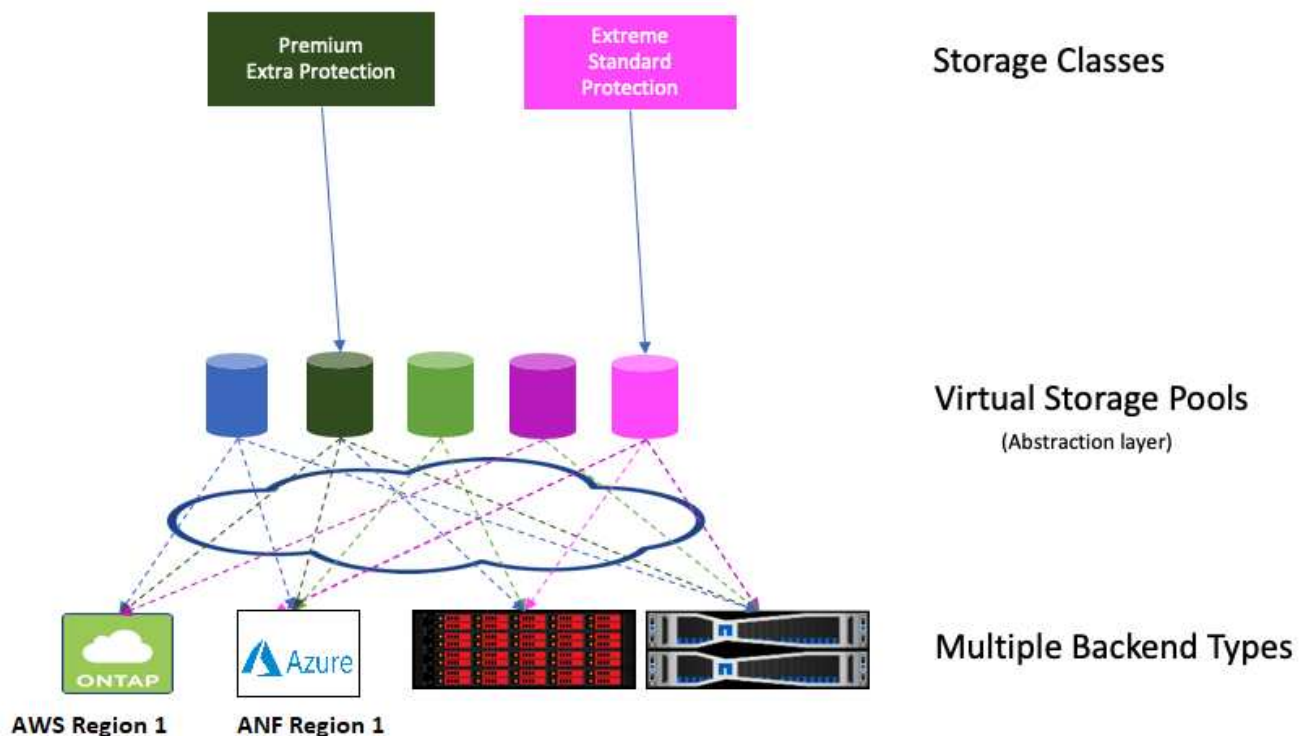 Premium
Extra Protection
Extreme
Standard
Protection
Storage Classes
Virtual Storage Pools
(Abstraction layer)
ONTAP
Azure
Multiple Backend Types
AWS Region 1
ANF Region 1